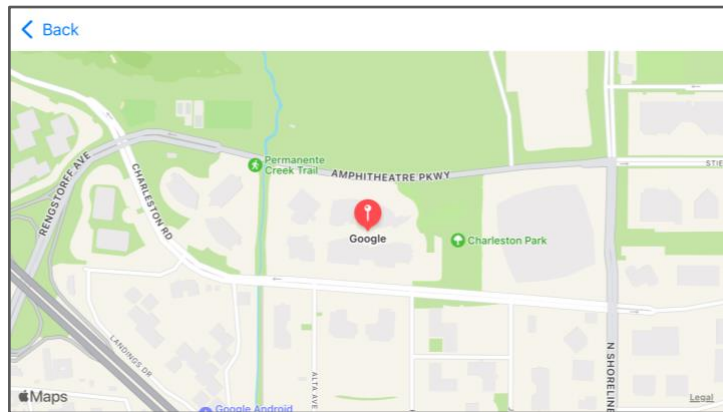 Back
Permanente
Creek Trail
AMPHITHEATRE PKWY
STIE
RENGSTORFF AVE
CHARLESTON RD
Google
Charleston Park
LANDINGS DR
ALTA AVE
N SHORELINE
Maps
Google Android
Legal